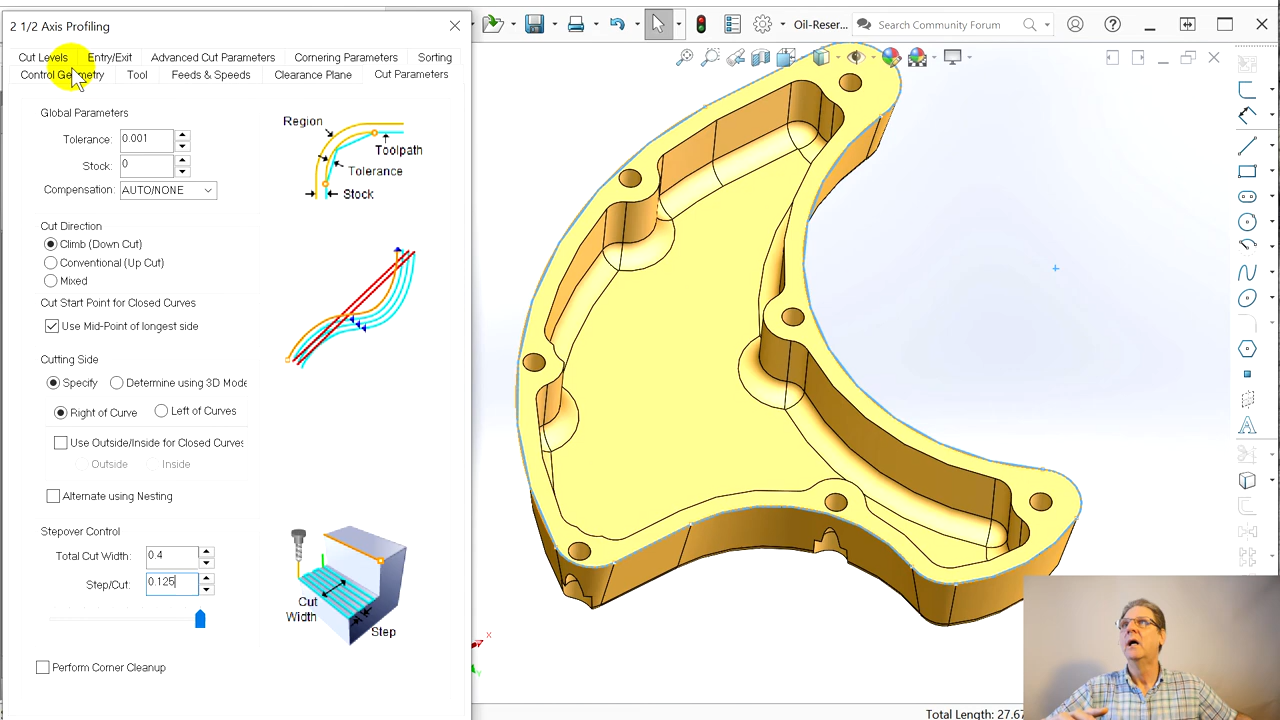 2 1/2 Axis Profiling
Oil-Reser...
Search Community Forum
Cut Levels
Entry/Exit
Advanced Cut Parameters
Cornering Parameters
Sorting
Control Geometry
Tool
Feeds & Speeds
Clearance Plane
Cut Parameters
Global Parameters
Tolerance: 0.001
Stock: 0
Compensation: AUTO/NONE
Region
Toolpath
Tolerance
Stock
Cut Direction
Climb (Down Cut)
Conventional (Up Cut)
Mixed
Cut Start Point for Closed Curves
Use Mid-Point of longest side
Cutting Side
Specify
Determine using 3D Mode
Right of Curve
Left of Curves
Use Outside/Inside for Closed Curves
Outside
Inside
Alternate using Nesting
Stepover Control
Total Cut Width: 0.4
Step/Cut: 0.125
Cut
Width
Step
Perform Corner Cleanup
X
Y
Total Length: 27.67